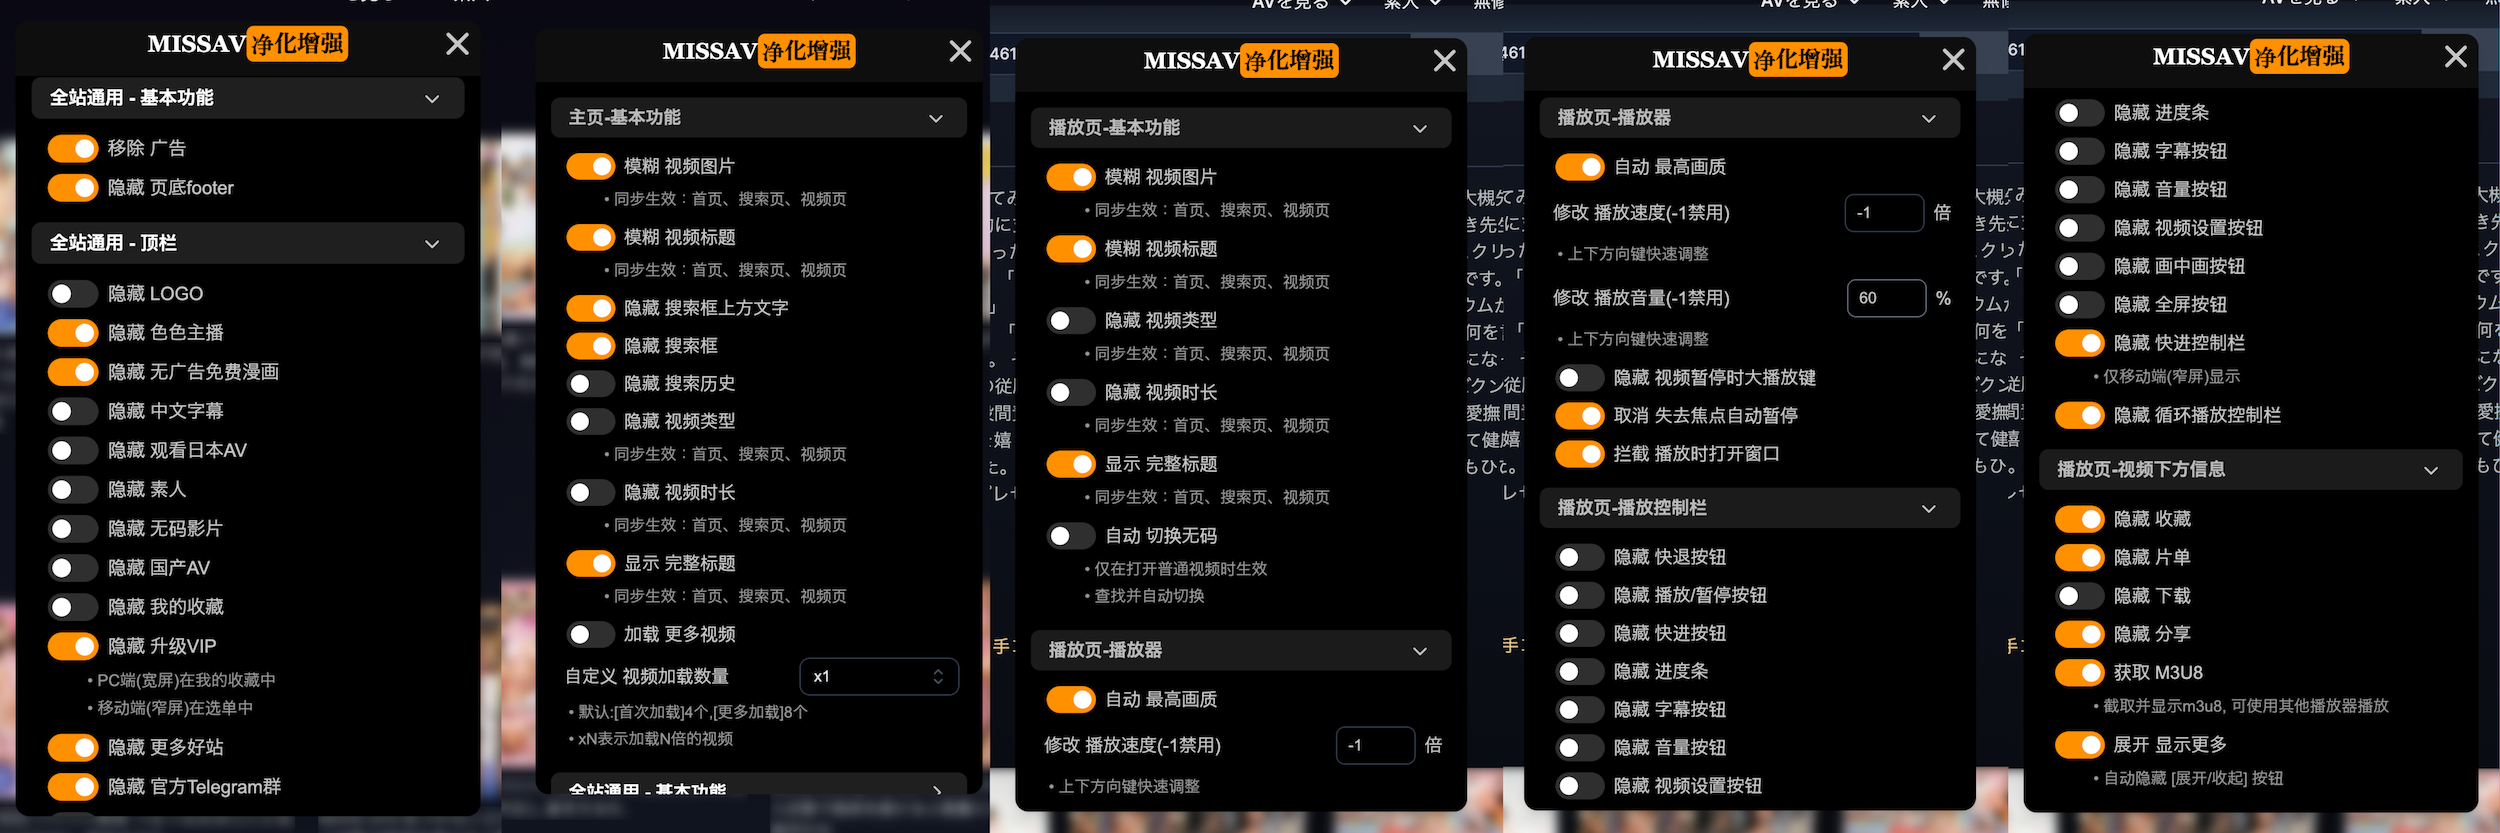 MISSAV净化增强
全站通用 - 基本功能
移除 广告
隐藏 页底footer
全站通用 - 顶栏
隐藏 LOGO
隐藏 色色主播
隐藏 无广告免费漫画
隐藏 中文字幕
隐藏 观看日本AV
隐藏 素人
隐藏 无码影片
隐藏 国产AV
隐藏 我的收藏
隐藏 升级VIP
• PC端(宽屏)在我的收藏中
• 移动端(窄屏)在选单中
隐藏 更多好站
隐藏 官方Telegram群
MISSAV净化增强
主页-基本功能
模糊 视频图片
• 同步生效：首页、搜索页、视频页
模糊 视频标题
• 同步生效：首页、搜索页、视频页
隐藏 搜索框上方文字
隐藏 搜索框
隐藏 搜索历史
隐藏 视频类型
• 同步生效：首页、搜索页、视频页
隐藏 视频时长
• 同步生效：首页、搜索页、视频页
显示 完整标题
• 同步生效：首页、搜索页、视频页
加载 更多视频
自定义 视频加载数量 x1
• 默认:[首次加载]4个,[更多加载]8个
• xN表示加载N倍的视频
全站通用 - 基本功能
MISSAV净化增强
播放页-基本功能
模糊 视频图片
• 同步生效：首页、搜索页、视频页
模糊 视频标题
• 同步生效：首页、搜索页、视频页
隐藏 视频类型
• 同步生效：首页、搜索页、视频页
隐藏 视频时长
• 同步生效：首页、搜索页、视频页
显示 完整标题
• 同步生效：首页、搜索页、视频页
自动 切换无码
• 仅在打开普通视频时生效
• 查找并自动切换
播放页-播放器
自动 最高画质
修改 播放速度(-1禁用) -1 倍
• 上下方向键快速调整
MISSAV净化增强
播放页-播放器
自动 最高画质
修改 播放速度(-1禁用) -1 倍
• 上下方向键快速调整
修改 播放音量(-1禁用) 60 %
• 上下方向键快速调整
隐藏 视频暂停时大播放键
取消 失去焦点自动暂停
拦截 播放时打开窗口
播放页-播放控制栏
隐藏 快退按钮
隐藏 播放/暂停按钮
隐藏 快进按钮
隐藏 进度条
隐藏 字幕按钮
隐藏 音量按钮
隐藏 视频设置按钮
MISSAV净化增强
隐藏 进度条
隐藏 字幕按钮
隐藏 音量按钮
隐藏 视频设置按钮
隐藏 画中画按钮
隐藏 全屏按钮
隐藏 快进控制栏
• 仅移动端(窄屏)显示
隐藏 循环播放控制栏
播放页-视频下方信息
隐藏 收藏
隐藏 片单
隐藏 下载
隐藏 分享
获取 M3U8
• 截取并显示m3u8, 可使用其他播放器播放
展开 显示更多
• 自动隐藏 [展开/收起] 按钮